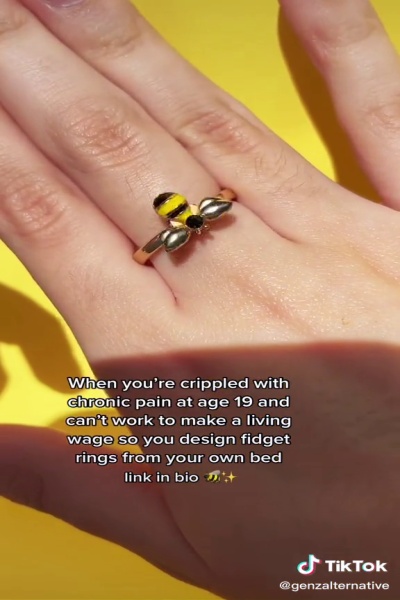 When you're crippled with
chronic pain at age 19 and
can't work to make a living
wage so you design fidget
rings from your own bed
link in bio 🐝✨
TikTok
@genzalternative